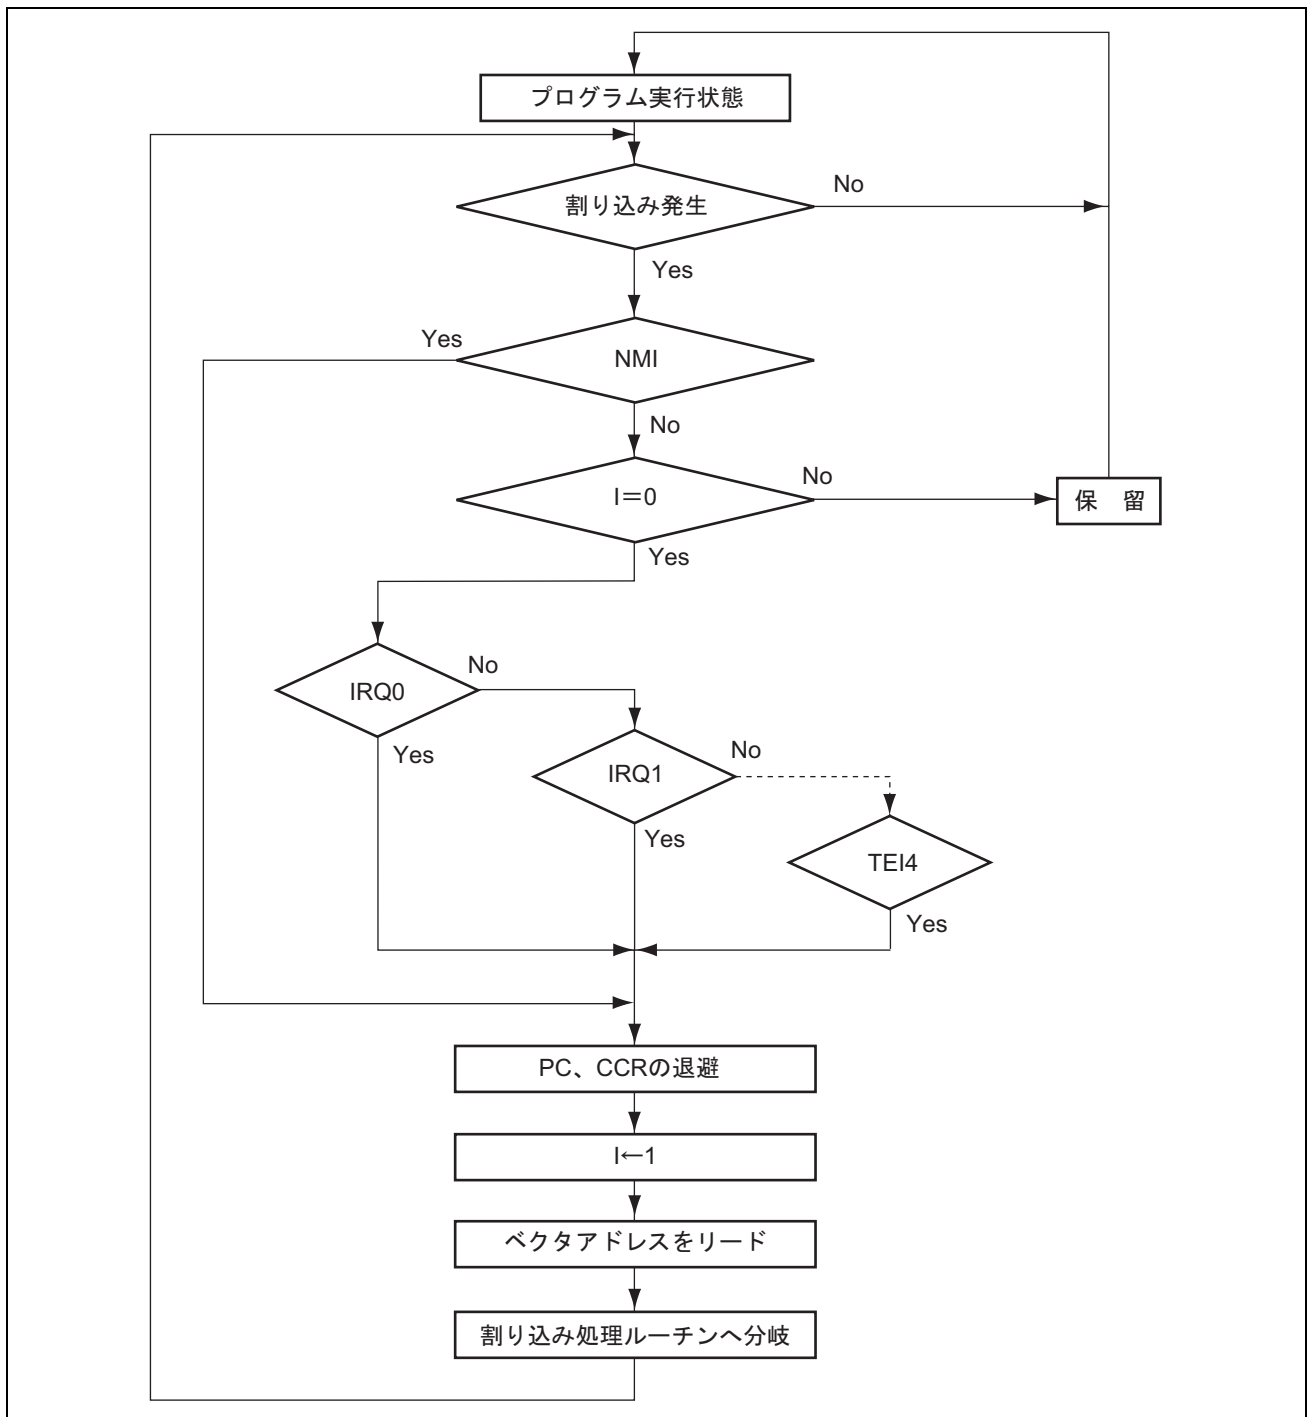 プログラム実行状態
割り込み発生
No
Yes
Yes
NMI
No
I=0
No
保 留
Yes
IRQ0
No
Yes
IRQ1
No
Yes
TEI4
Yes
PC、CCRの退避
I←1
ベクタアドレスをリード
割り込み処理ルーチンへ分岐